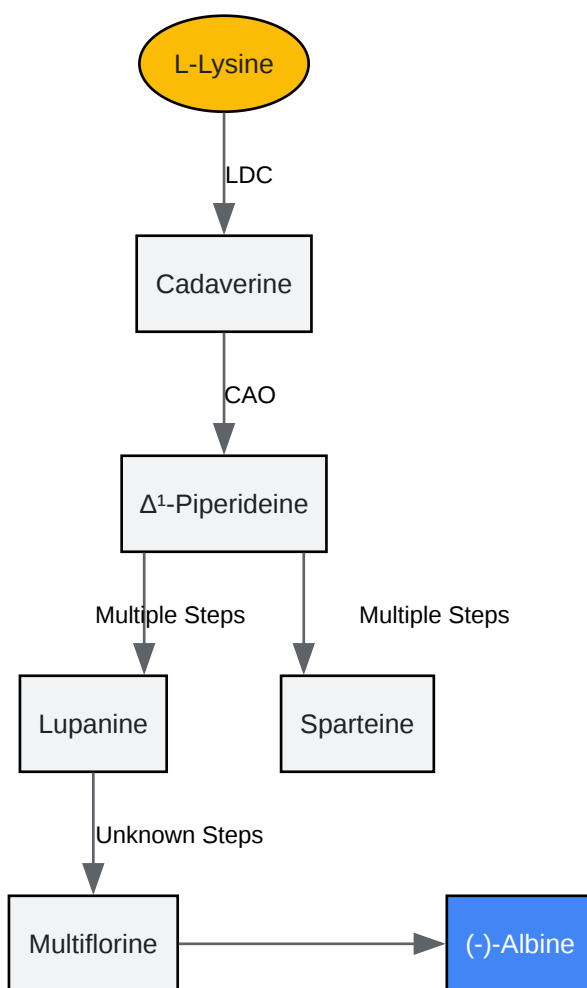 L-Lysine
LDC
Cadaverine
CAO
Δ¹-Piperideine
Multiple Steps
Multiple Steps
Lupanine
Sparteine
Unknown Steps
Multiflorine
(-)-Albine